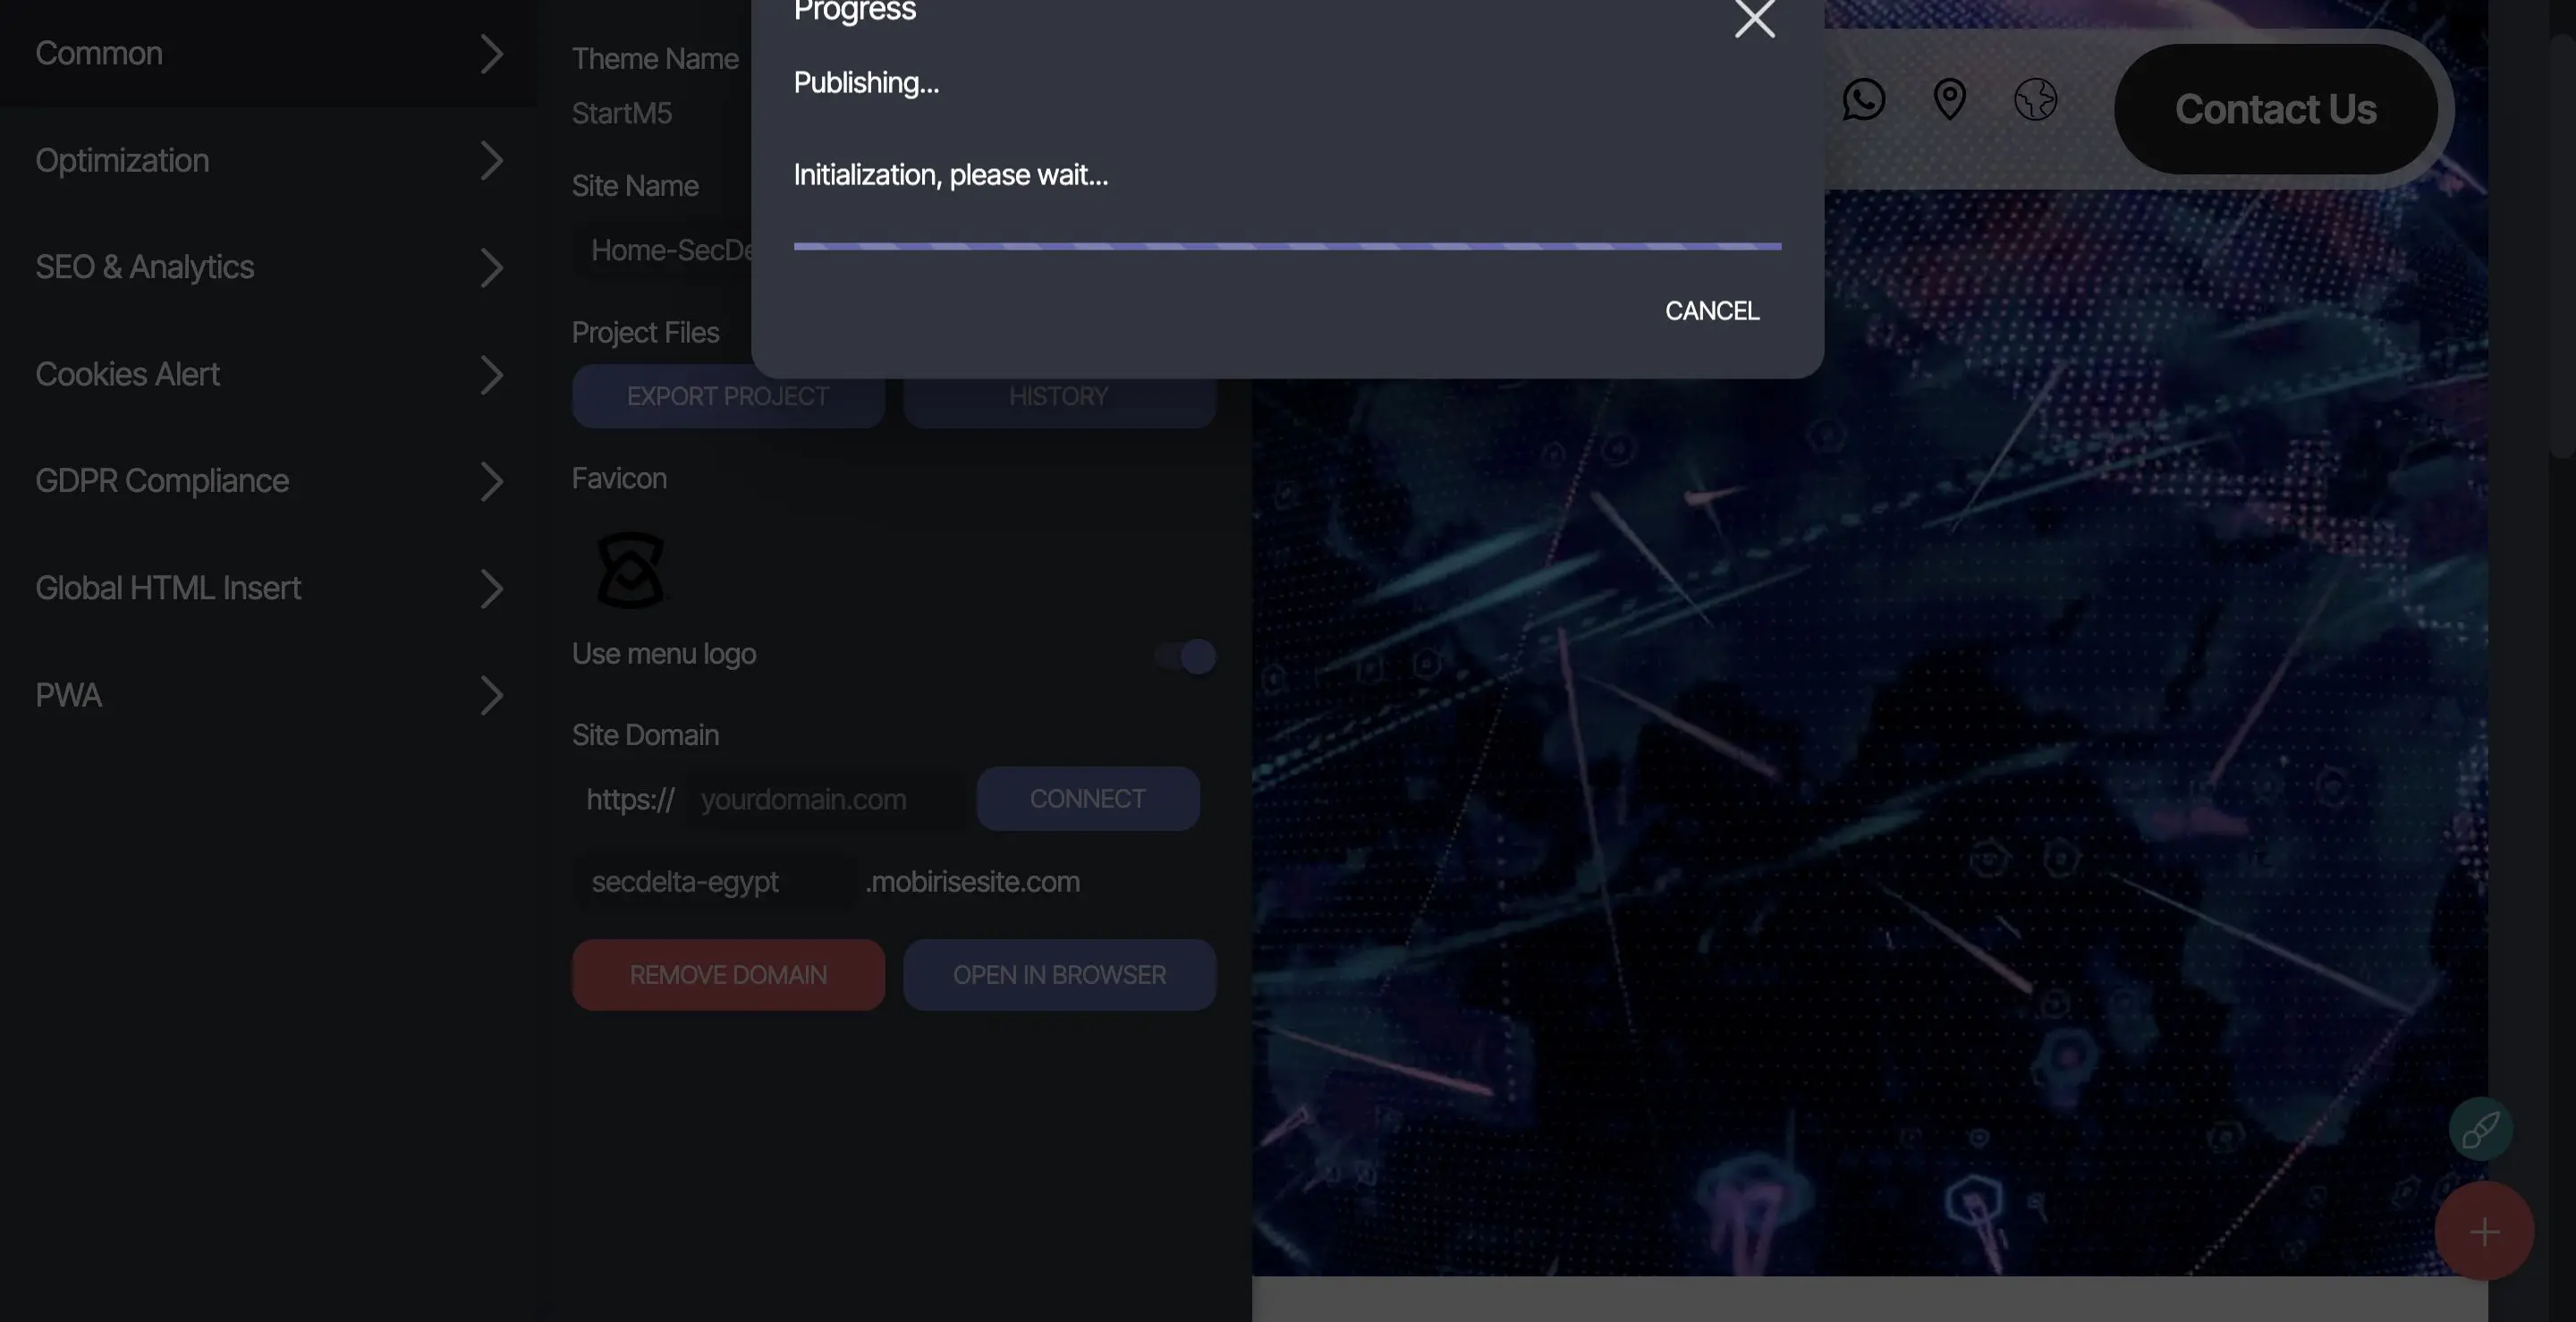 Common
Optimization
SEO & Analytics
Cookies Alert
GDPR Compliance
Global HTML Insert
PWA
Theme Name
StartM5
Site Name
Home-SecDe
Project Files
EXPORT PROJECT
HISTORY
Favicon
Use menu logo
Site Domain
https://
yourdomain.com
CONNECT
secdelta-egypt
.mobirisesite.com
REMOVE DOMAIN
OPEN IN BROWSER
Progress
Publishing...
Initialization, please wait...
CANCEL
Contact Us